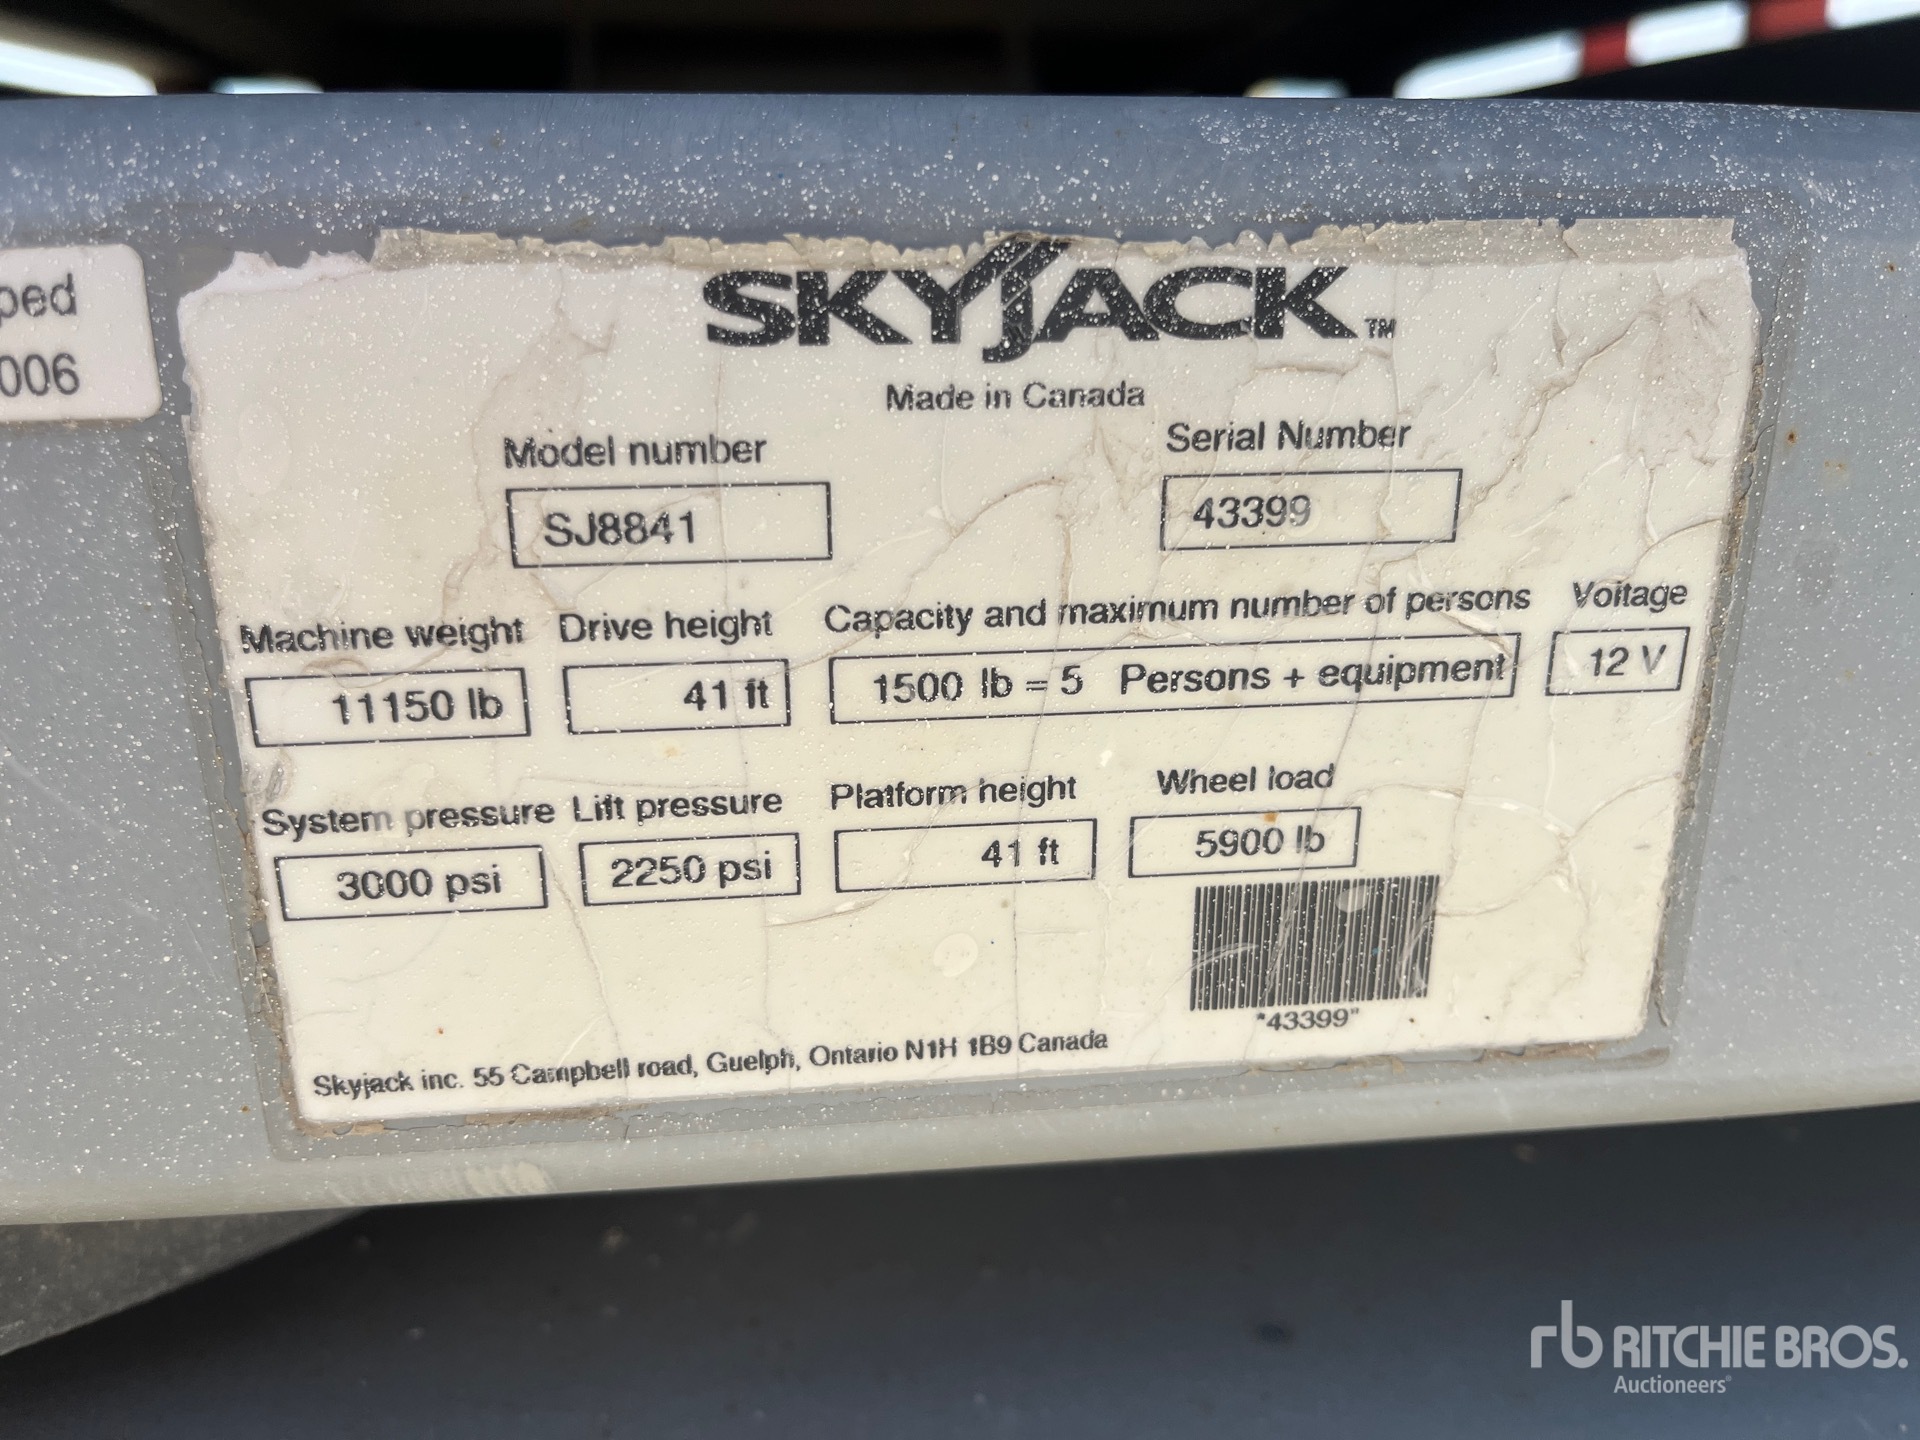 ped
006
SKYJACK™
Made in Canada
Model number
Serial Number
SJ8841
43399
Machine weight Drive height Capacity and maximum number of persons Voltage
11150 lb 41 ft 1500 lb = 5 Persons + equipment 12 V
System pressure Lift pressure Platform height Wheel load
3000 psi 2250 psi 41 ft 5900 lb
"43399"
Skyjack inc. 55 Campbell road, Guelph, Ontario N1H 1B9 Canada
rb RITCHIE BROS.
Auctioneers®